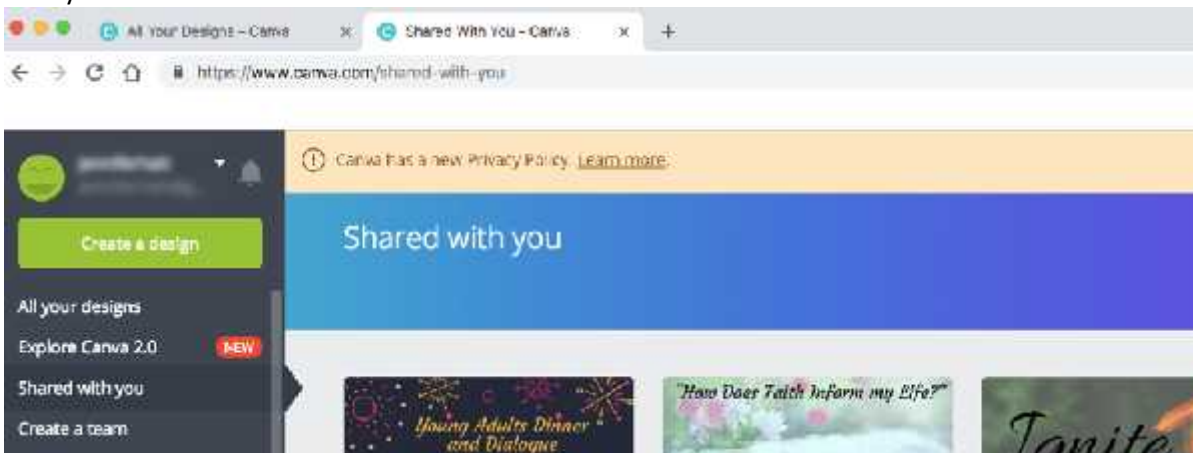 All Your Designs – Canva
Shared With You – Canva
https://www.canva.com/shared-with-you
Canva has a new Privacy Policy. Learn more.
Create a design
Shared with you
All your designs
Explore Canva 2.0 NEW
Shared with you
Create a team
Young Adults Dinner
and Dialogue
"How Does Faith Inform my Life?"
Ignite